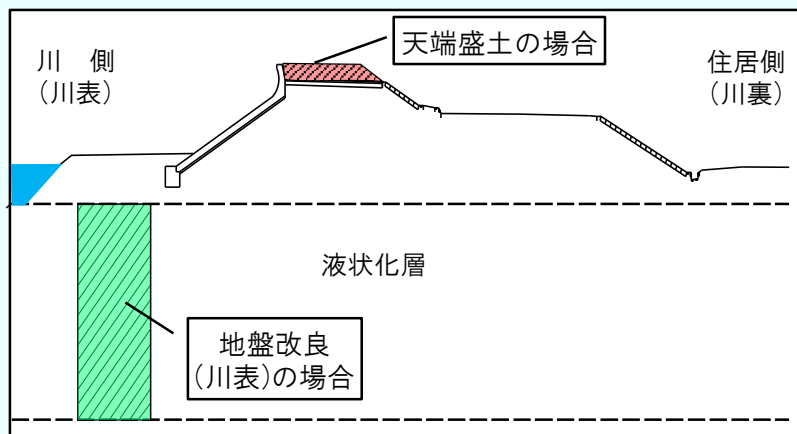 天端盛土の場合
川 側
(川表)
住居側
(川裏)
液状化層
地盤改良
(川表)の場合